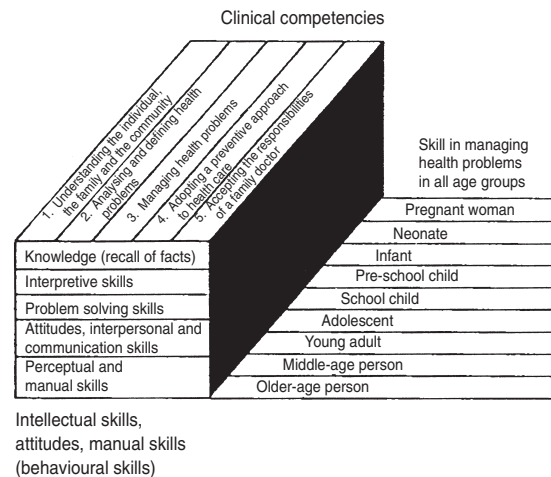 Clinical competencies
1. Understanding the individual,
the family and the community
2. Analysing and defining health
problems
3. Managing health problems
4. Adopting a preventive approach
to health care
5. Accepting the responsibilities
of a family doctor
Skill in managing
health problems
in all age groups
Pregnant woman
Neonate
Infant
Pre-school child
School child
Adolescent
Young adult
Middle-age person
Older-age person
Knowledge (recall of facts)
Interpretive skills
Problem solving skills
Attitudes, interpersonal and
communication skills
Perceptual and
manual skills
Intellectual skills,
attitudes, manual skills
(behavioural skills)